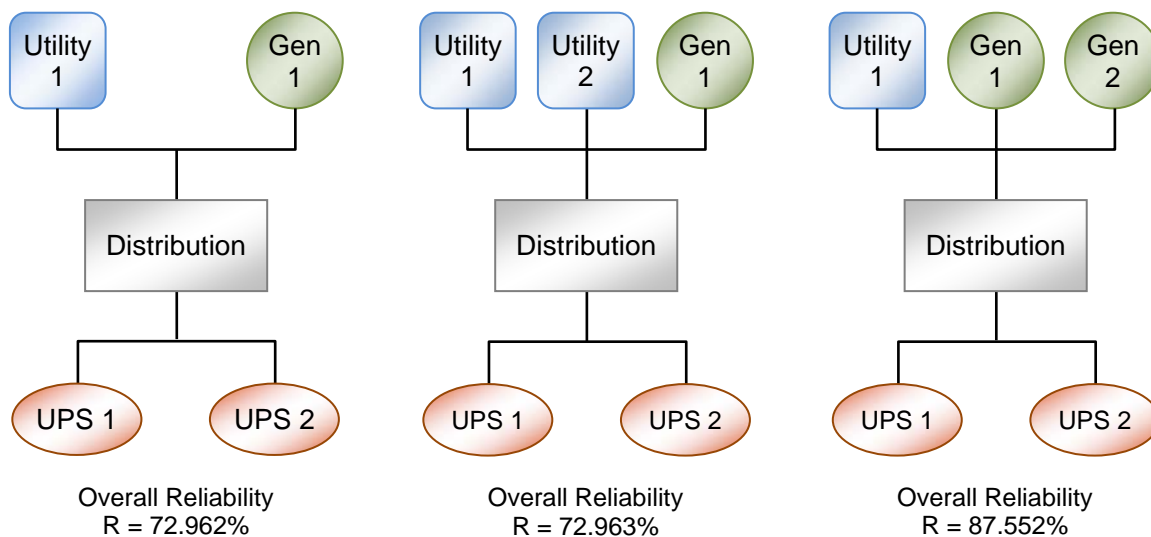 Utility
1
Gen
1
Distribution
UPS 1
UPS 2
Overall Reliability
R = 72.962%
Utility
1
Utility
2
Gen
1
Distribution
UPS 1
UPS 2
Overall Reliability
R = 72.963%
Utility
1
Gen
1
Gen
2
Distribution
UPS 1
UPS 2
Overall Reliability
R = 87.552%